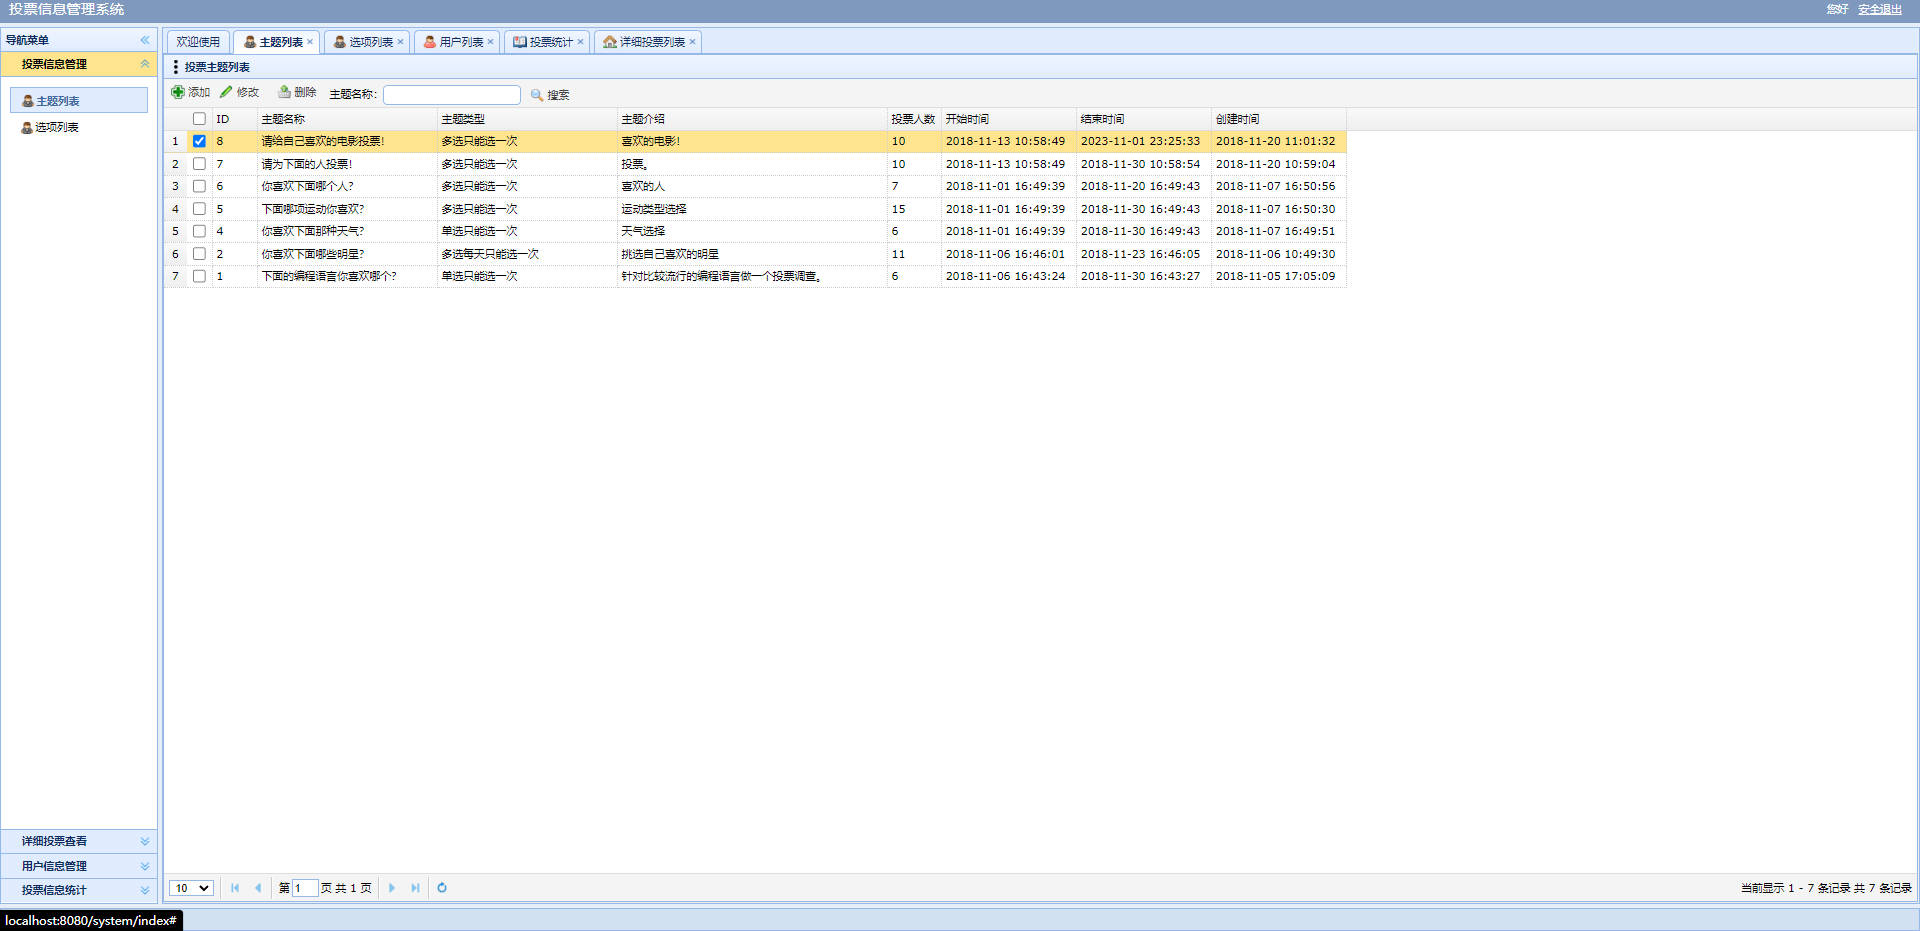 投票信息管理系统 您好 安全退出
导航菜单
投票信息管理
主题列表
选项列表
详细投票查看
用户信息管理
投票信息统计
欢迎使用 主题列表 选项列表 用户列表 投票统计 详细投票列表
投票主题列表
添加 修改 删除 主题名称: 搜索
ID 主题名称 主题类型 主题介绍 投票人数 开始时间 结束时间 创建时间
1 8 请给自己喜欢的电影投票! 多选只能选一次 喜欢的电影! 10 2018-11-13 10:58:49 2023-11-01 23:25:33 2018-11-20 11:01:32
2 7 请为下面的人投票! 多选只能选一次 投票。 10 2018-11-13 10:58:49 2018-11-30 10:58:54 2018-11-20 10:59:04
3 6 你喜欢下面哪个人? 多选只能选一次 喜欢的人 7 2018-11-01 16:49:39 2018-11-20 16:49:43 2018-11-07 16:50:56
4 5 下面哪项运动你喜欢? 多选只能选一次 运动类型选择 15 2018-11-01 16:49:39 2018-11-30 16:49:43 2018-11-07 16:50:30
5 4 你喜欢下面那种天气? 单选只能选一次 天气选择 6 2018-11-01 16:49:39 2018-11-30 16:49:43 2018-11-07 16:49:51
6 2 你喜欢下面哪些明星? 多选每天只能选一次 挑选自己喜欢的明星 11 2018-11-06 16:46:01 2018-11-23 16:46:05 2018-11-06 10:49:30
7 1 下面的编程语言你喜欢哪个? 单选只能选一次 针对比较流行的编程语言做一个投票调查。 6 2018-11-06 16:43:24 2018-11-30 16:43:27 2018-11-05 17:05:09
10 第 1 页 共 1 页 当前显示 1 - 7 条记录 共 7 条记录
localhost:8080/system/index#